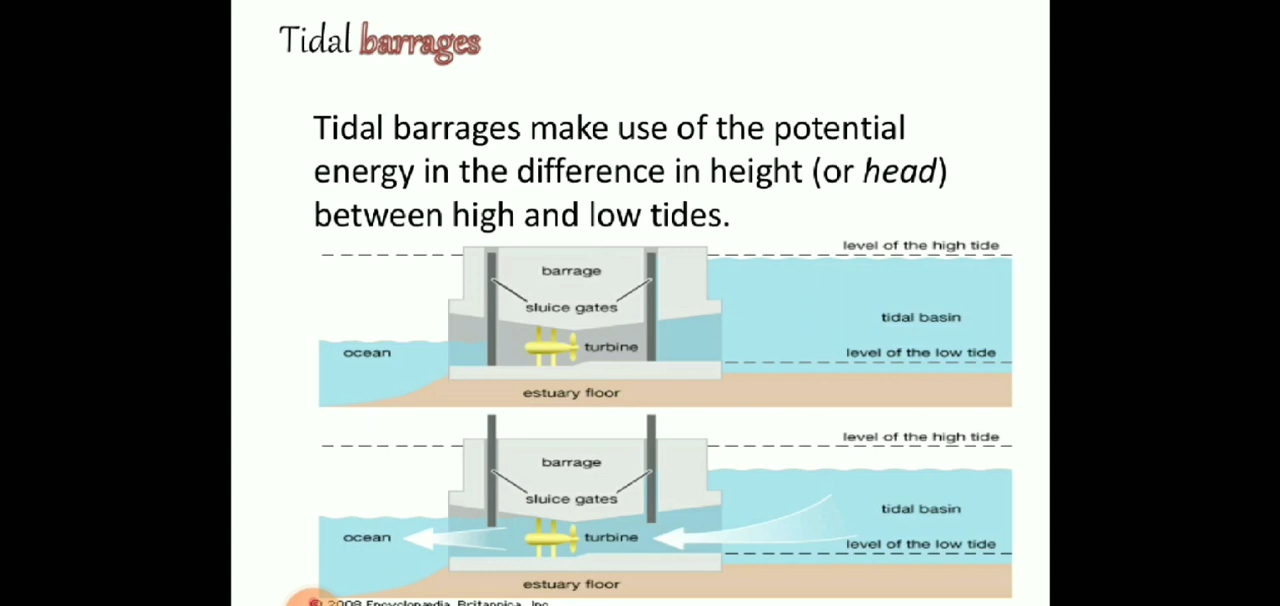 Tidal barrages
Tidal barrages make use of the potential
energy in the difference in height (or head)
between high and low tides.
level of the high tide
barrage
sluice gates
tidal basin
turbine
ocean
level of the low tide
estuary floor
level of the high tide
barrage
sluice gates
tidal basin
ocean
turbine
level of the low tide
estuary floor
© 2008 Encyclopædia Britannica, Inc.